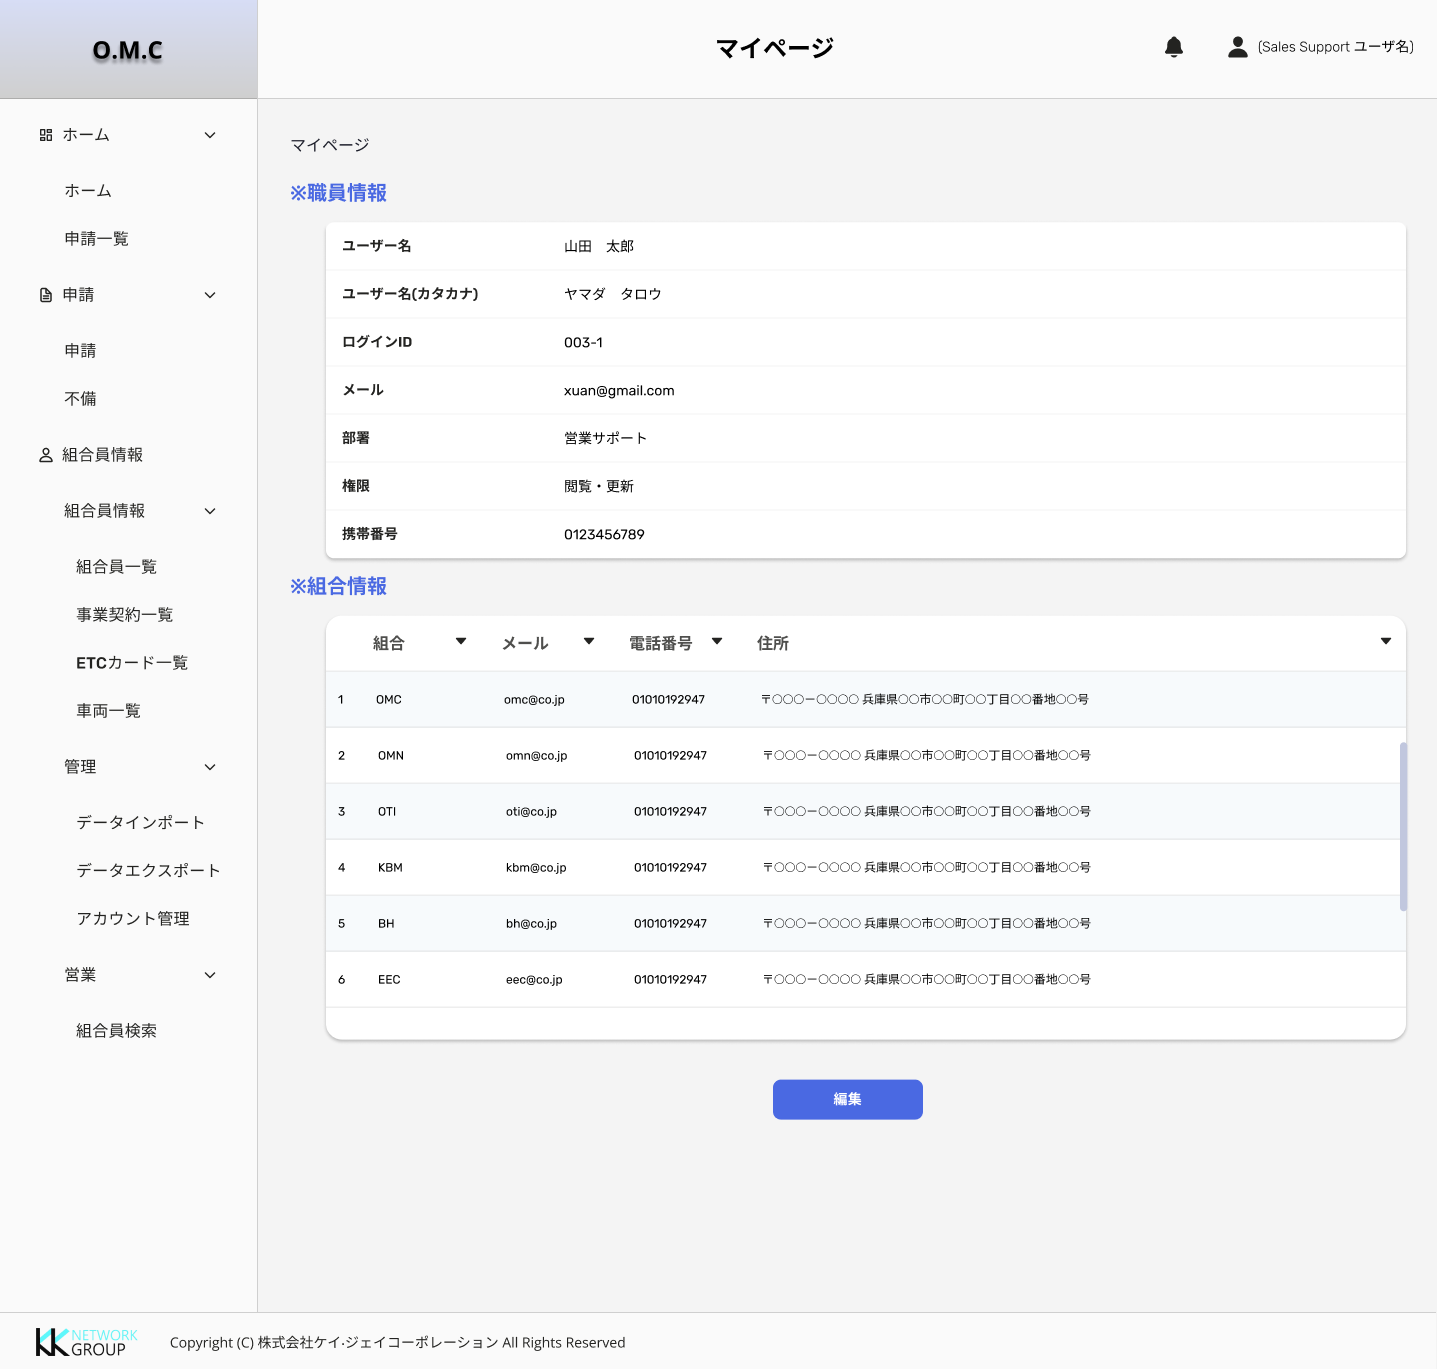 O.M.C
マイページ
(Sales Support ユーザ名)
ホーム
ホーム
申請一覧
申請
申請
不備
組合員情報
組合員情報
組合員一覧
事業契約一覧
ETCカード一覧
車両一覧
管理
データインポート
データエクスポート
アカウント管理
営業
組合員検索
マイページ
※職員情報
ユーザー名 山田　太郎
ユーザー名(カタカナ) ヤマダ　タロウ
ログインID 003-1
メール xuan@gmail.com
部署 営業サポート
権限 閲覧・更新
携帯番号 0123456789
※組合情報
組合 メール 電話番号 住所
1 OMC omc@co.jp 01010192947 〒○○○ー○○○○ 兵庫県○○市○○町○○丁目○○番地○○号
2 OMN omn@co.jp 01010192947 〒○○○ー○○○○ 兵庫県○○市○○町○○丁目○○番地○○号
3 OTI oti@co.jp 01010192947 〒○○○ー○○○○ 兵庫県○○市○○町○○丁目○○番地○○号
4 KBM kbm@co.jp 01010192947 〒○○○ー○○○○ 兵庫県○○市○○町○○丁目○○番地○○号
5 BH bh@co.jp 01010192947 〒○○○ー○○○○ 兵庫県○○市○○町○○丁目○○番地○○号
6 EEC eec@co.jp 01010192947 〒○○○ー○○○○ 兵庫県○○市○○町○○丁目○○番地○○号
編集
KK NETWORK
GROUP
Copyright (C) 株式会社ケイ･ジェイコーポレーション All Rights Reserved